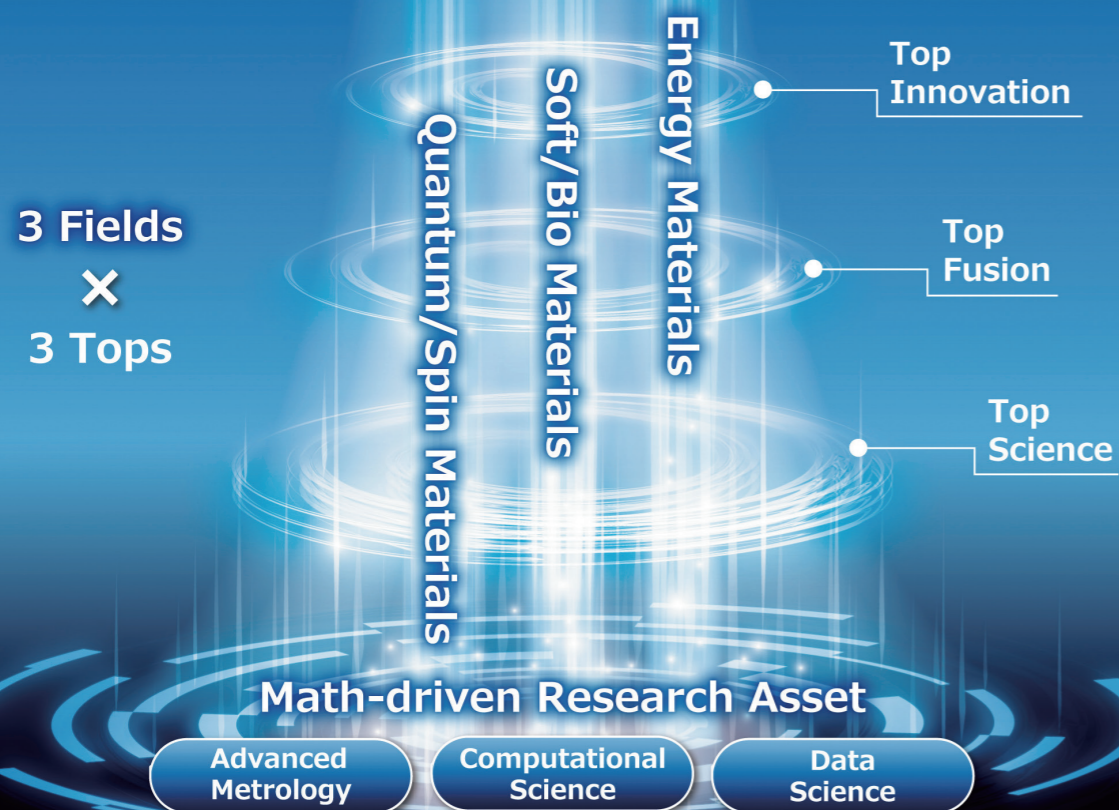 3 Fields
×
3 Tops
Quantum/Spin Materials
Soft/Bio Materials
Energy Materials
Top
Innovation
Top
Fusion
Top
Science
Math-driven Research Asset
Advanced
Metrology
Computational
Science
Data
Science